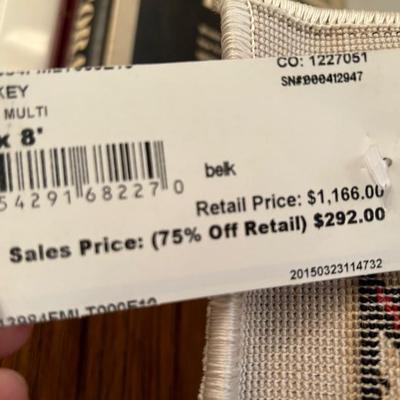 CO: 1227051
KEY
SN#:B00412947
MULTI
x 8'
54291 68227 0
belk
Retail Price: $1,166.00
Sales Price: (75% Off Retail) $292.00
20150323114732